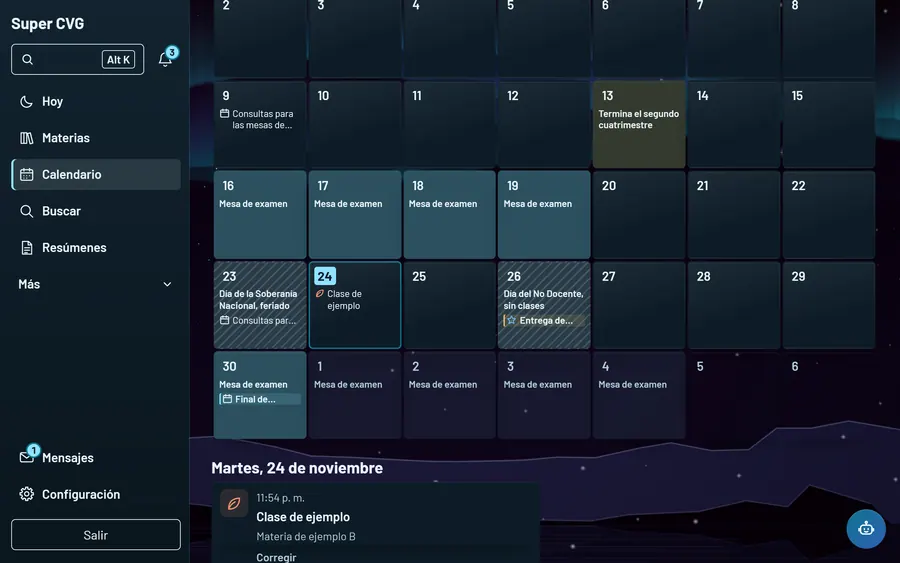 Super CVG
Alt K
3
Hoy
Materias
Calendario
Buscar
Resúmenes
Más
1
Mensajes
Configuración
Salir
2
3
4
5
6
7
8
9
Consultas para
las mesas de...
10
11
12
13
Termina el segundo
cuatrimestre
14
15
16
Mesa de examen
17
Mesa de examen
18
Mesa de examen
19
Mesa de examen
20
21
22
23
Día de la Soberanía
Nacional, feriado
Consultas par...
24
Clase de
ejemplo
25
26
Día del No Docente,
sin clases
Entrega de...
27
28
29
30
Mesa de examen
Final de...
1
Mesa de examen
2
Mesa de examen
3
Mesa de examen
4
Mesa de examen
5
6
Martes, 24 de noviembre
11:54 p. m.
Clase de ejemplo
Materia de ejemplo B
Corregir